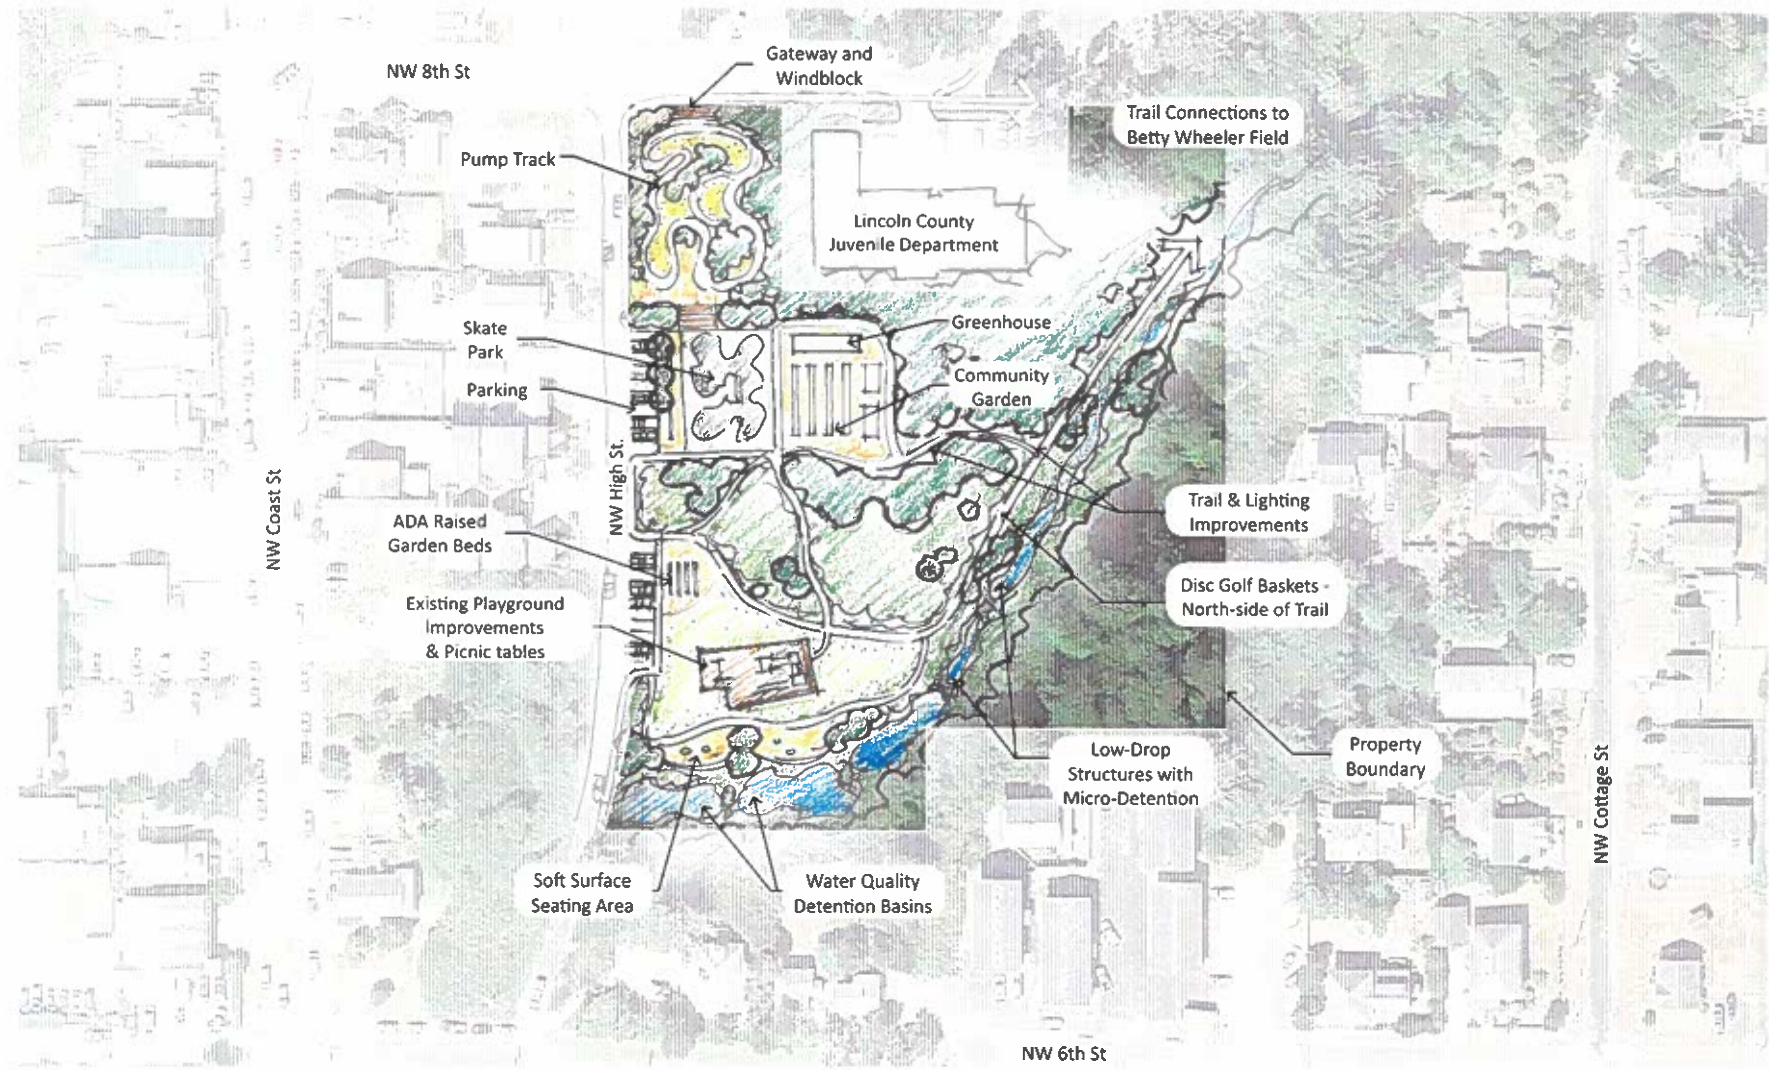 Gateway and
Windblock
NW 8th St
Trail Connections to
Betty Wheeler Field
Pump Track
Lincoln County
Juvenile Department
Skate
Park
Greenhouse
Parking
Community
Garden
NW High St.
NW Coast St
ADA Raised
Garden Beds
Trail & Lighting
Improvements
Existing Playground
Improvements
& Picnic tables
Disc Golf Baskets -
North-side of Trail
Low-Drop
Structures with
Micro-Detention
Property
Boundary
NW Cottage St
Soft Surface
Seating Area
Water Quality
Detention Basins
NW 6th St